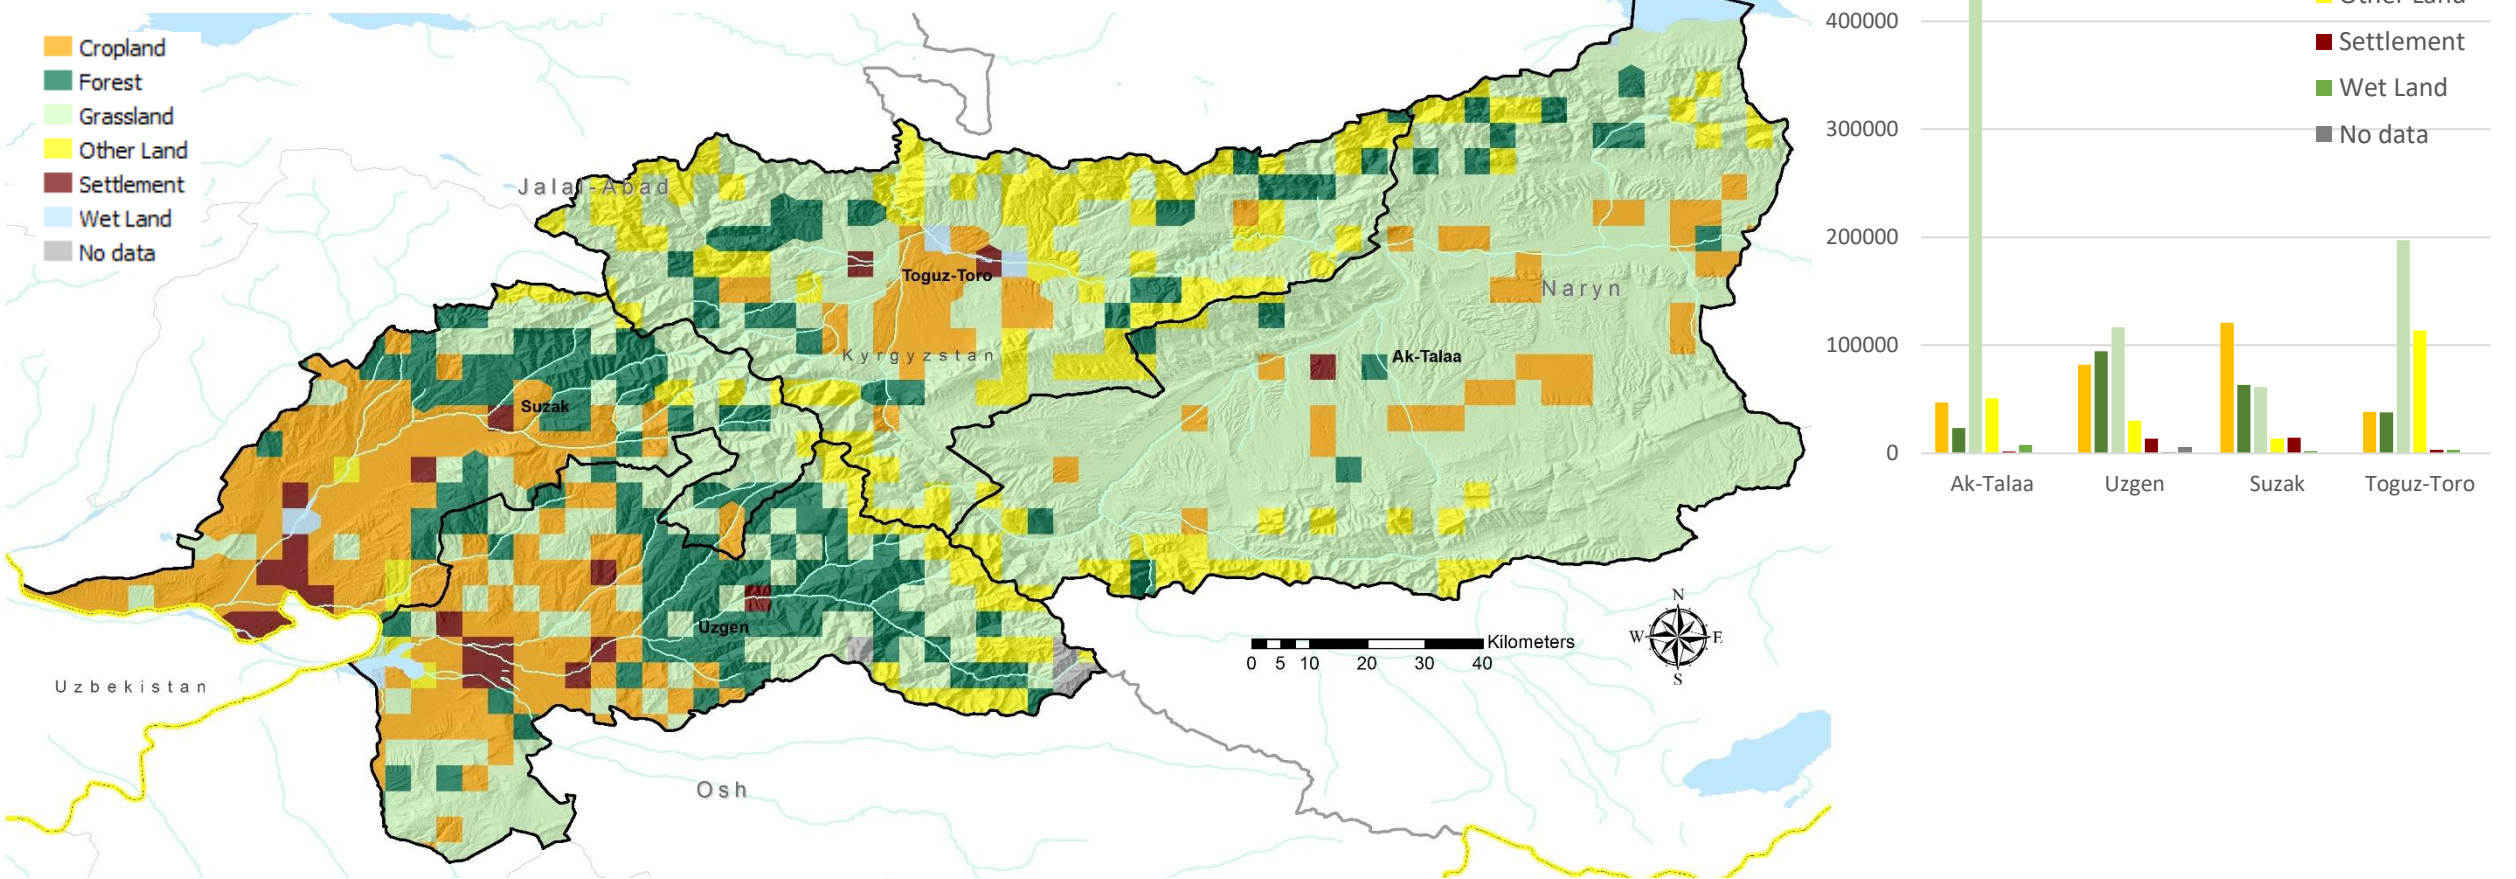 Cropland
Forest
Grassland
Other Land
Settlement
Wet Land
No data
Jalal-Abad
Toguz-Toro
Kyrgyzstan
Naryn
Ak-Talaa
Suzak
Uzgen
Uzbekistan
Osh
Kilometers
0 5 10 20 30 40
N
W E
S
Other Land
Settlement
Wet Land
No data
400000
300000
200000
100000
0
Ak-Talaa Uzgen Suzak Toguz-Toro